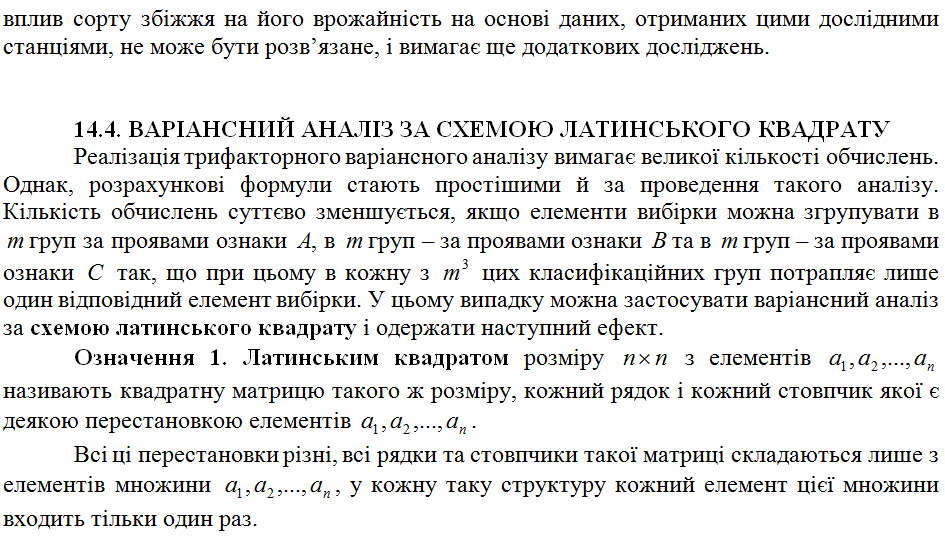 вплив сорту збіжжя на його врожайність на основі даних, отриманих цими дослідними
станціями, не може бути розв’язане, і вимагає ще додаткових досліджень.
14.4. ВАРІАНСНИЙ АНАЛІЗ ЗА СХЕМОЮ ЛАТИНСЬКОГО КВАДРАТУ
Реалізація трифакторного варіансного аналізу вимагає великої кількості обчислень.
Однак, розрахункові формули стають простішими й за проведення такого аналізу.
Кількість обчислень суттєво зменшується, якщо елементи вибірки можна згрупувати в
m груп за проявами ознаки A, в m груп – за проявами ознаки B та в m груп – за проявами
ознаки C так, що при цьому в кожну з m³ цих класифікаційних груп потрапляє лише
один відповідний елемент вибірки. У цьому випадку можна застосувати варіансний аналіз
за схемою латинського квадрату і одержати наступний ефект.
Означення 1. Латинським квадратом розміру n×n з елементів a₁,a₂,...,aₙ
називають квадратну матрицю такого ж розміру, кожний рядок і кожний стовпчик якої є
деякою перестановкою елементів a₁,a₂,...,aₙ.
Всі ці перестановки різні, всі рядки та стовпчики такої матриці складаються лише з
елементів множини a₁,a₂,...,aₙ, у кожну таку структуру кожний елемент цієї множини
входить тільки один раз.